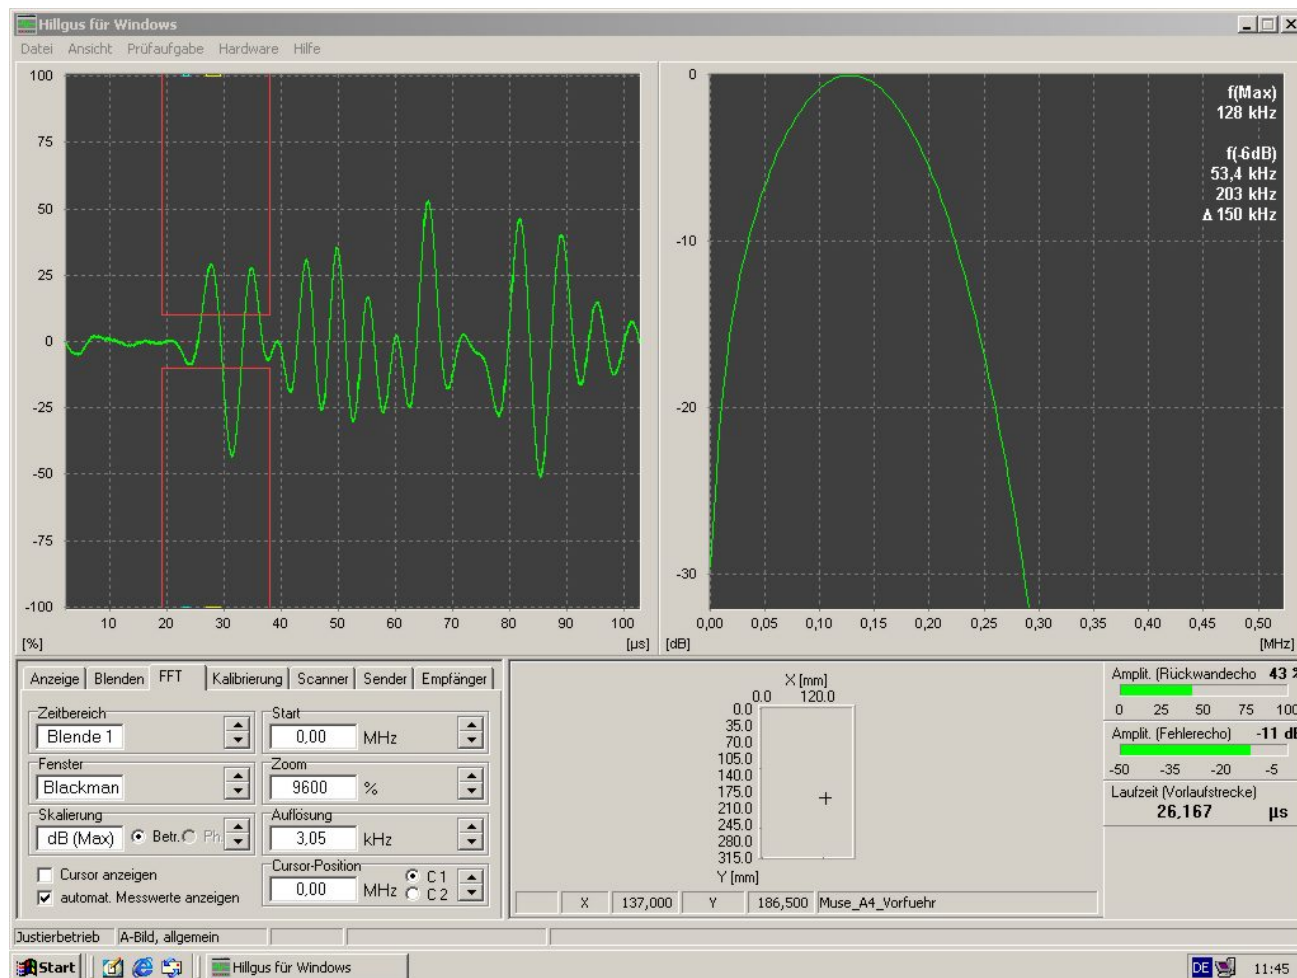 Hillgus für Windows
Datei Ansicht Prüfaufgabe Hardware Hilfe
100
75
50
25
0
-25
-50
-75
-100
10 20 30 40 50 60 70 80 90 100
[%] [µs]
0
-10
-20
-30
f(Max)
128 kHz
f(-6dB)
53,4 kHz
203 kHz
Δ 150 kHz
0,00 0,05 0,10 0,15 0,20 0,25 0,30 0,35 0,40 0,45 0,50
[dB] [MHz]
Anzeige Blenden FFT Kalibrierung Scanner Sender Empfänger
Zeitbereich
Blende 1
Fenster
Blackman
Skalierung
dB (Max) Betr. Ph.
Cursor anzeigen
automat. Messwerte anzeigen
Start
0,00 MHz
Zoom
9600 %
Auflösung
3,05 kHz
Cursor-Position
0,00 MHz C 1
C 2
X [mm]
0.0 120.0
0.0
35.0
70.0
105.0
140.0
175.0
210.0
245.0
280.0
315.0
Y [mm]
X 137,000 Y 186,500 Muse_A4_Vorfuehr
Amplit. (Rückwandecho 43 %
0 25 50 75 100
Amplit. (Fehlerecho) -11 dB
-50 -35 -20 -5
Laufzeit (Vorlaufstrecke)
26,167 µs
Justierbetrieb A-Bild, allgemein
Start Hillgus für Windows DE 11:45